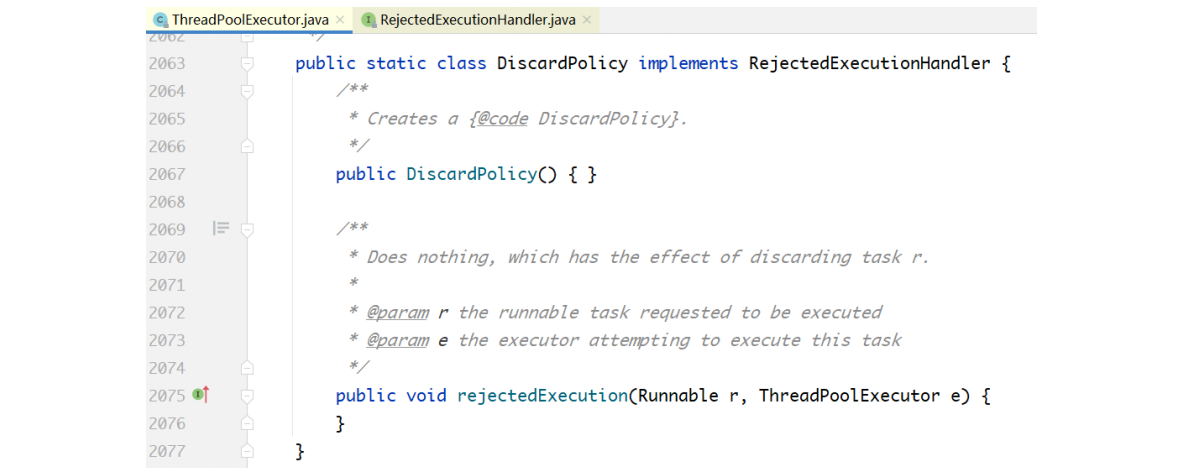 ThreadPoolExecutor.java × RejectedExecutionHandler.java ×
2062 */
2063 public static class DiscardPolicy implements RejectedExecutionHandler {
2064 /**
2065 * Creates a {@code DiscardPolicy}.
2066 */
2067 public DiscardPolicy() { }
2068
2069 /**
2070 * Does nothing, which has the effect of discarding task r.
2071 *
2072 * @param r the runnable task requested to be executed
2073 * @param e the executor attempting to execute this task
2074 */
2075 public void rejectedExecution(Runnable r, ThreadPoolExecutor e) {
2076 }
2077 }